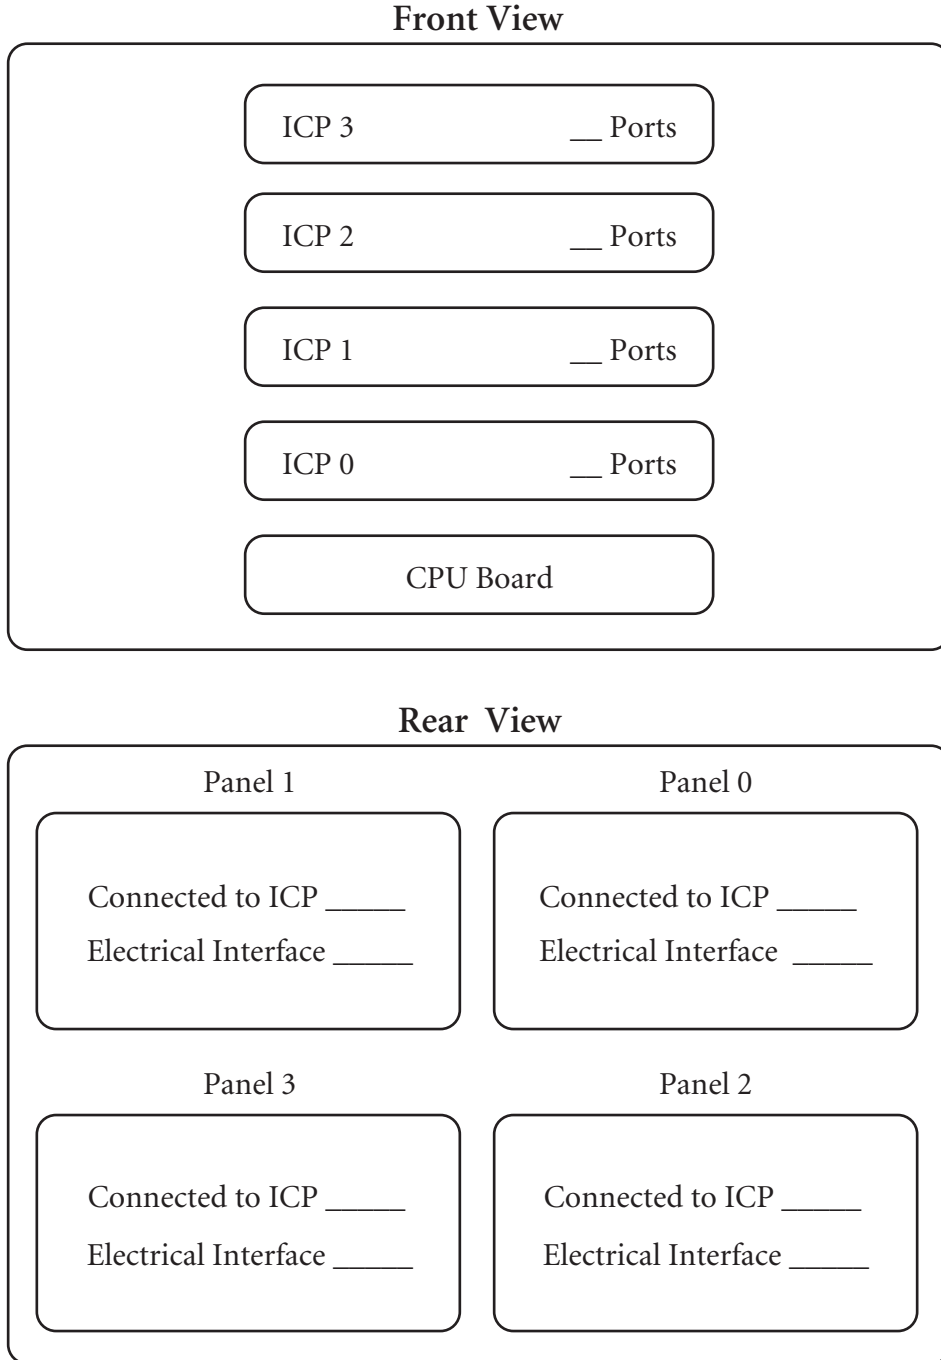 Front View
ICP 3 __ Ports
ICP 2 __ Ports
ICP 1 __ Ports
ICP 0 __ Ports
CPU Board
Rear View
Panel 1
Panel 0
Connected to ICP _____
Electrical Interface _____
Connected to ICP _____
Electrical Interface _____
Panel 3
Panel 2
Connected to ICP _____
Electrical Interface _____
Connected to ICP _____
Electrical Interface _____